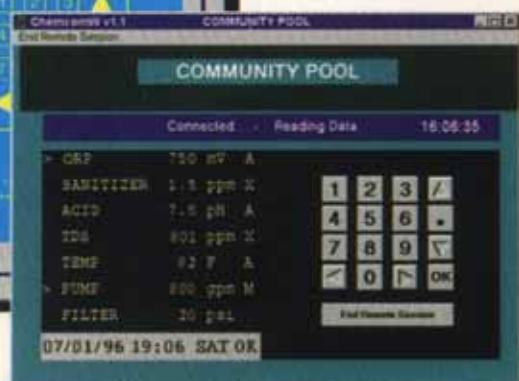 Chemcom95 v1.1 COMMUNITY POOL
End Remote Session
COMMUNITY POOL
Connected - Reading Data 16:06:35
> ORP 750 mV A
SANITIZER 1.5 ppm X
ACID 7.5 pH A
TDS 801 ppm X
TEMP 82 F A
> PUMP 800 gpm M
FILTER 20 psi
1 2 3
4 5 6 .
7 8 9
0 OK
End Remote Session
07/01/96 19:06 SAT OK